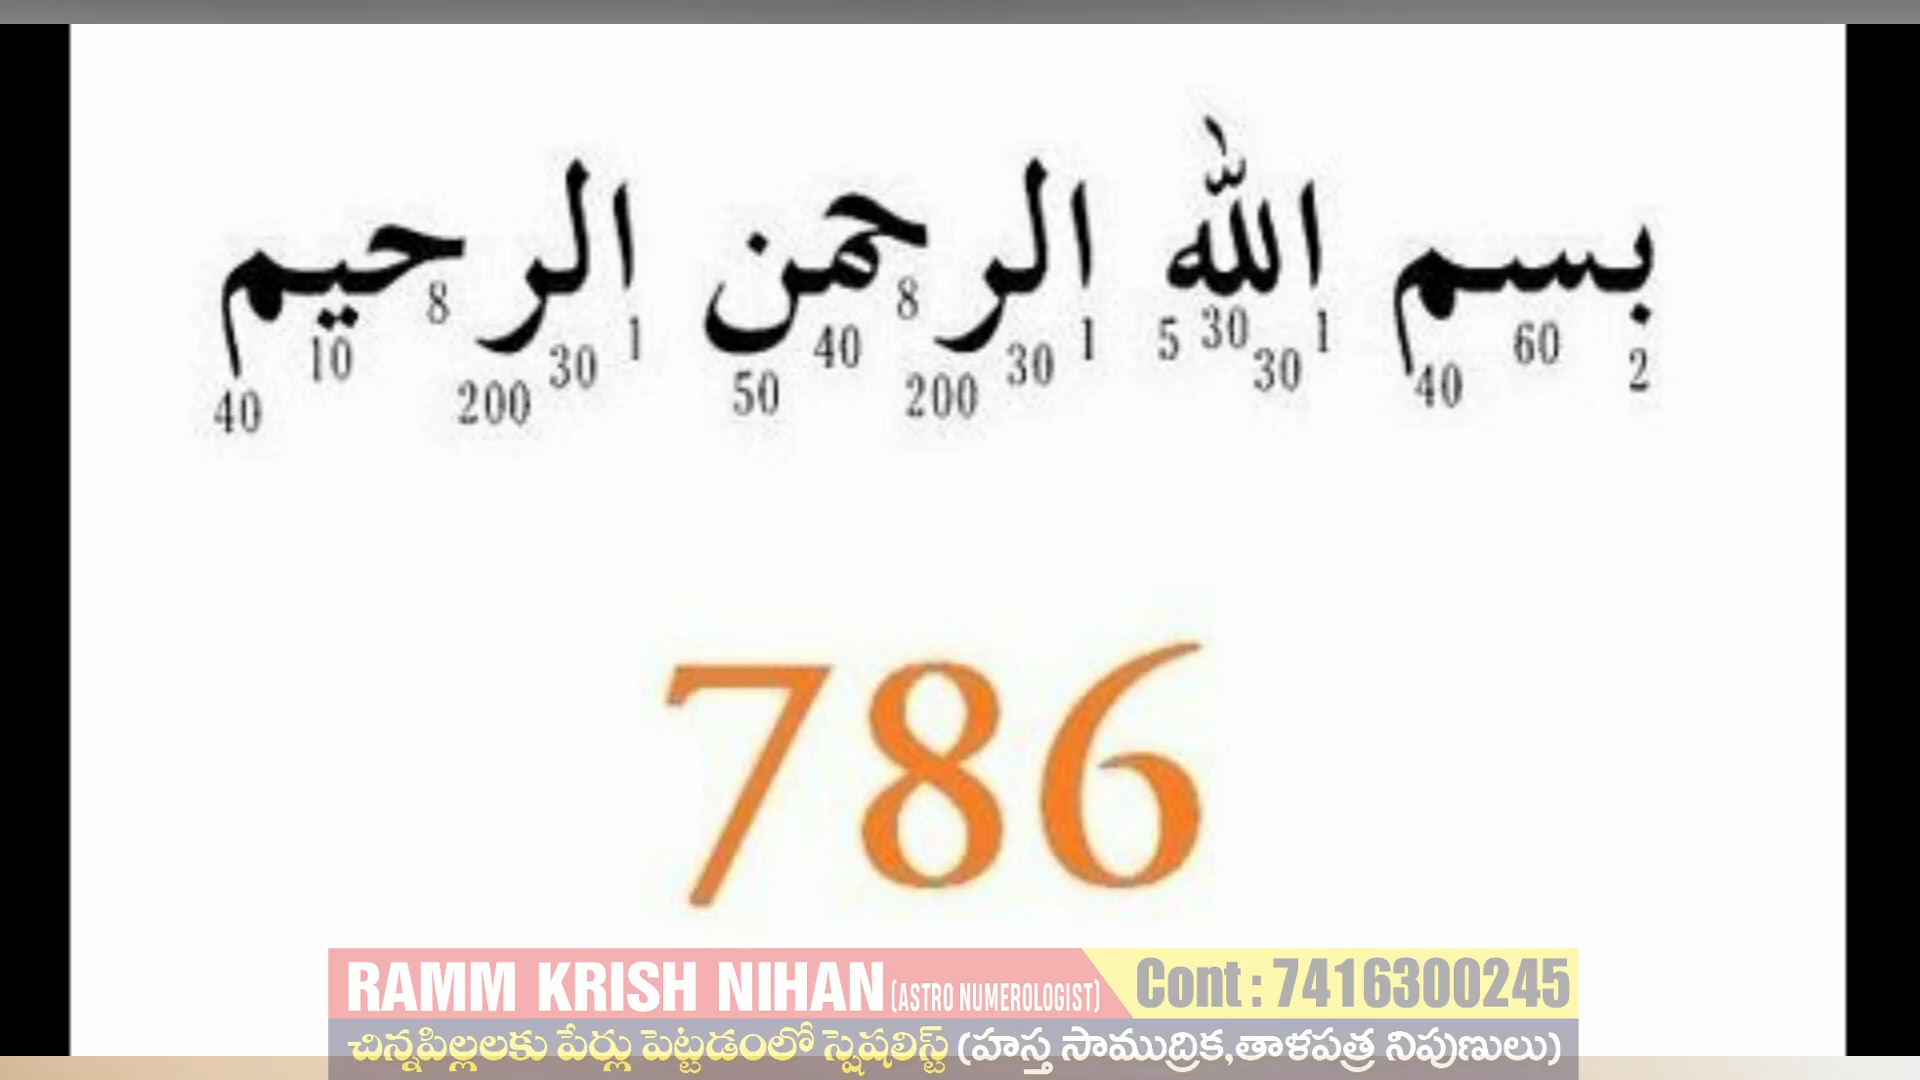 بسم الله الرحمن الرحيم
2 60 40 1 30 30 5 1 30 200 8 40 50 1 30 200 8 10 40
786
RAMM KRISH NIHAN (ASTRO NUMEROLOGIST) Cont : 7416300245
చిన్నపిల్లలకు పేర్లు పెట్టడంలో స్పెషలిస్ట్ (హస్త సాముద్రిక,తాళపత్ర నిపుణులు)